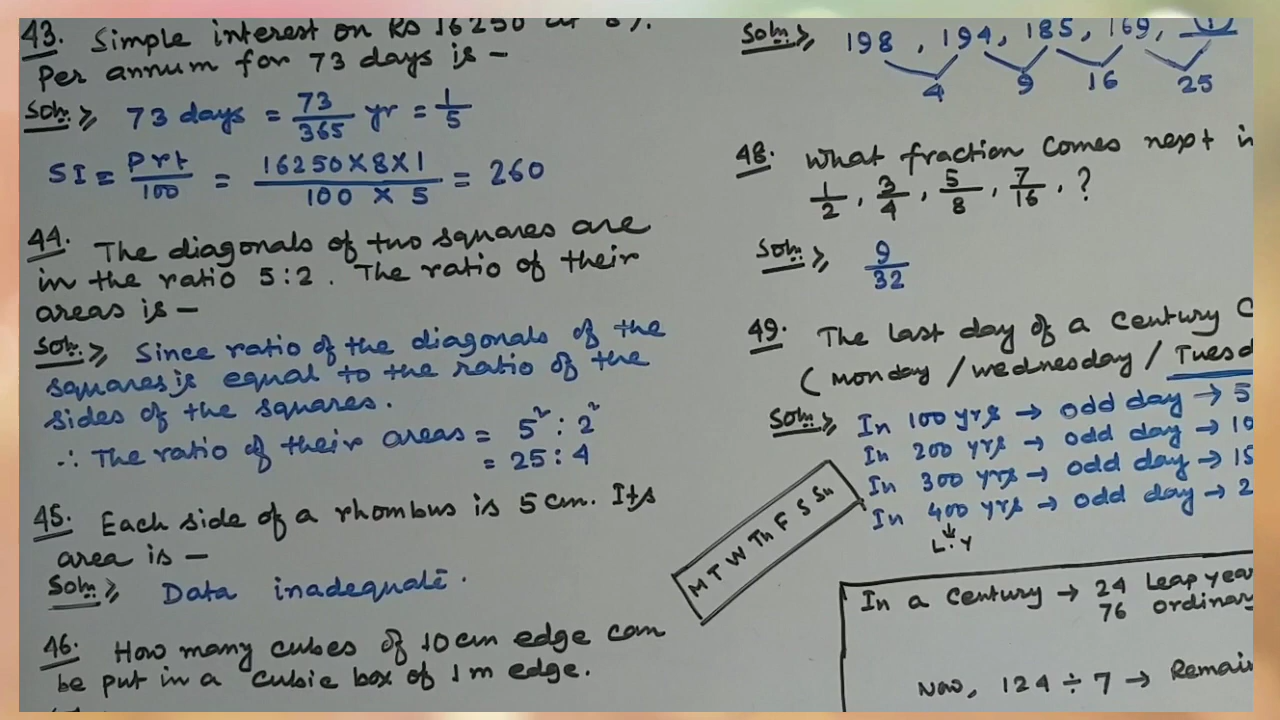 43. Simple interest on Rs 16250 at 8%.
Per annum for 73 days is -
Soln. ⇒ 73 days = 73/365 yr = 1/5
SI = Prt/100 = 16250 × 8 × 1 / 100 × 5 = 260
44. The diagonals of two squares are
in the ratio 5:2. The ratio of their
areas is -
Soln. ⇒ Since ratio of the diagonals of the
squares is equal to the ratio of the
sides of the squares.
∴ The ratio of their areas = 5² : 2²
= 25 : 4
45. Each side of a rhombus is 5 cm. Its
area is -
Soln. ⇒ Data inadequate.
46. How many cubes of 10 cm edge can
be put in a cubic box of 1 m edge.
Soln. ⇒ 198, 194, 185, 169,
4 9 16 25
48. What fraction comes next in
1/2, 3/4, 5/8, 7/16, ?
Soln. ⇒ 9/32
49. The last day of a century C
(monday / wednesday / Tuesd
Soln. ⇒ In 100 yrs → odd day → 5
In 200 yrs → odd day → 10
In 300 yrs → odd day → 15
In 400 yrs → odd day → 2
L.Y
M T W Th F S Su
In a century → 24 Leap year
76 ordinary
Now, 124 ÷ 7 → Remain